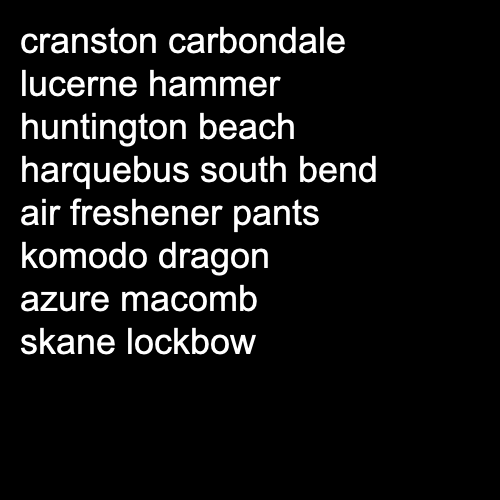 cranston carbondale
lucerne hammer
huntington beach
harquebus south bend
air freshener pants
komodo dragon
azure macomb
skane lockbow